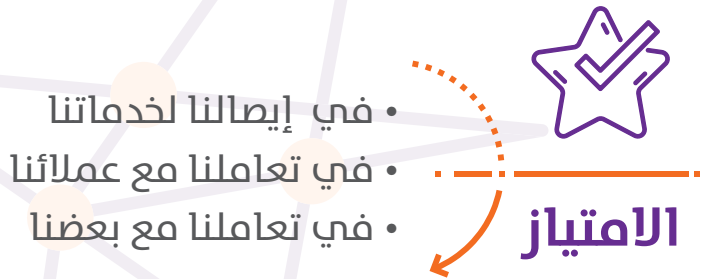 الامتياز
• في إيصالنا لخدماتنا
• في تعاملنا مع عملائنا
• في تعاملنا مع بعضنا